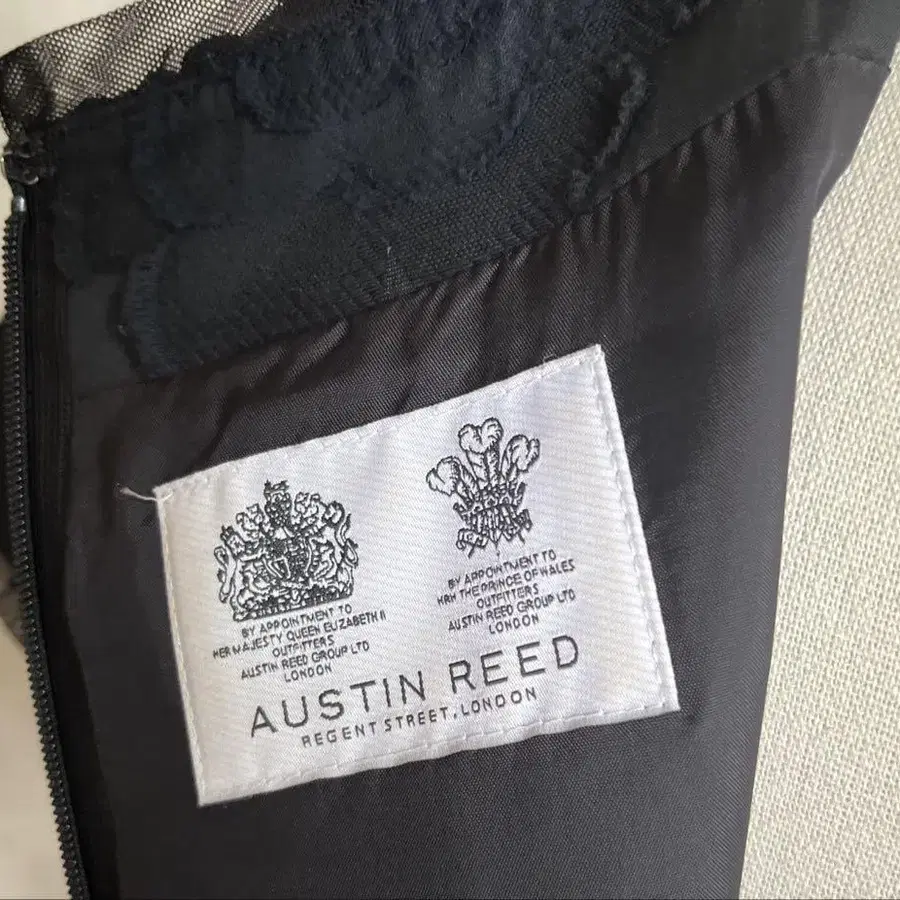 BY APPOINTMENT TO
HER MAJESTY QUEEN ELIZABETH II
OUTFITTERS
AUSTIN REED GROUP LTD
LONDON
BY APPOINTMENT TO
HRH THE PRINCE OF WALES
OUTFITTERS
AUSTIN REED GROUP LTD
LONDON
AUSTIN REED
REGENT STREET, LONDON